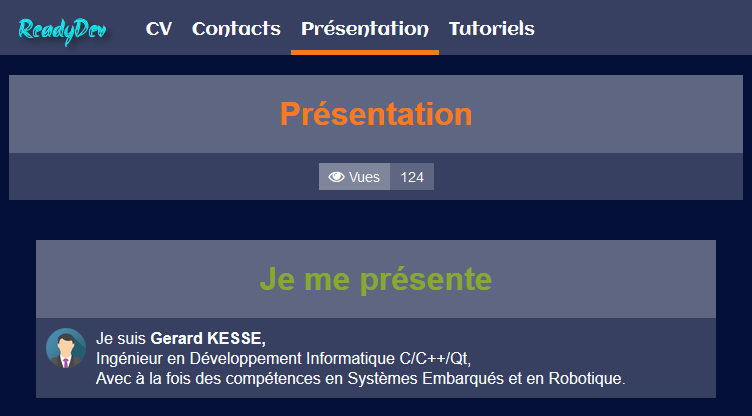 ReadyDev CV Contacts Présentation Tutoriels
Présentation
Vues 124
Je me présente
Je suis Gerard KESSE,
Ingénieur en Développement Informatique C/C++/Qt,
Avec à la fois des compétences en Systèmes Embarqués et en Robotique.